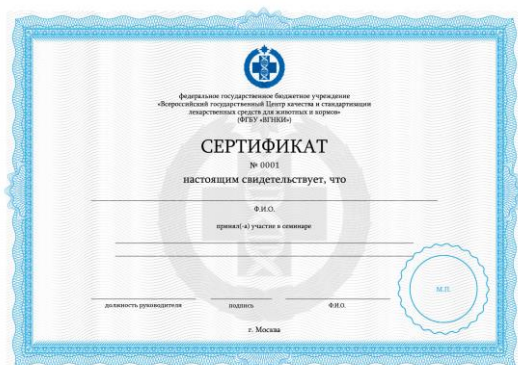 федеральное государственное бюджетное учреждение
«Всероссийский государственный Центр качества и стандартизации
лекарственных средств для животных и кормов»
(ФГБУ «ВГНКИ»)
СЕРТИФИКАТ
№ 0001
настоящим свидетельствует, что
Ф.И.О.
принял(-а) участие в семинаре
М.П.
должность руководителя подпись Ф.И.О.
г. Москва